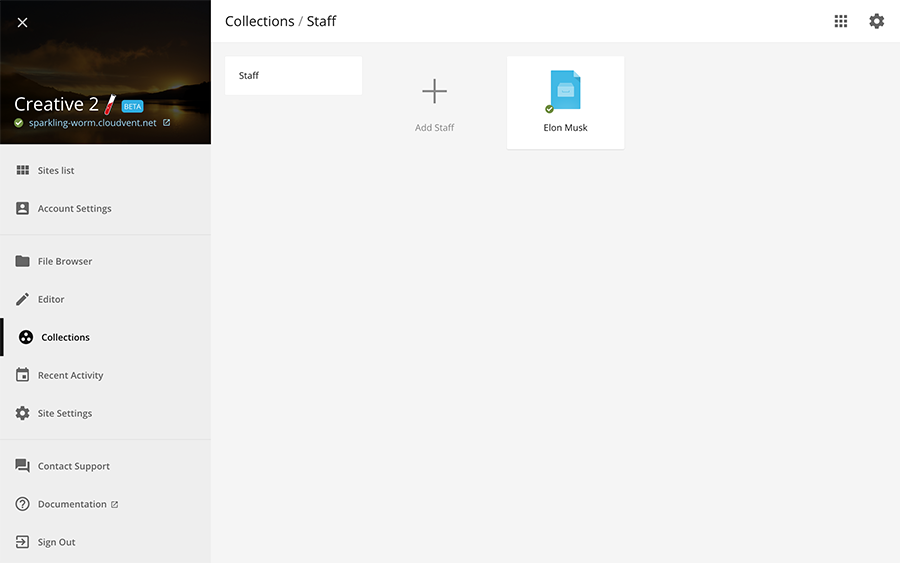 Collections / Staff
Creative 2 BETA
sparkling-worm.cloudvent.net
Sites list
Account Settings
File Browser
Editor
Collections
Recent Activity
Site Settings
Contact Support
Documentation
Sign Out
Staff
Add Staff
Elon Musk